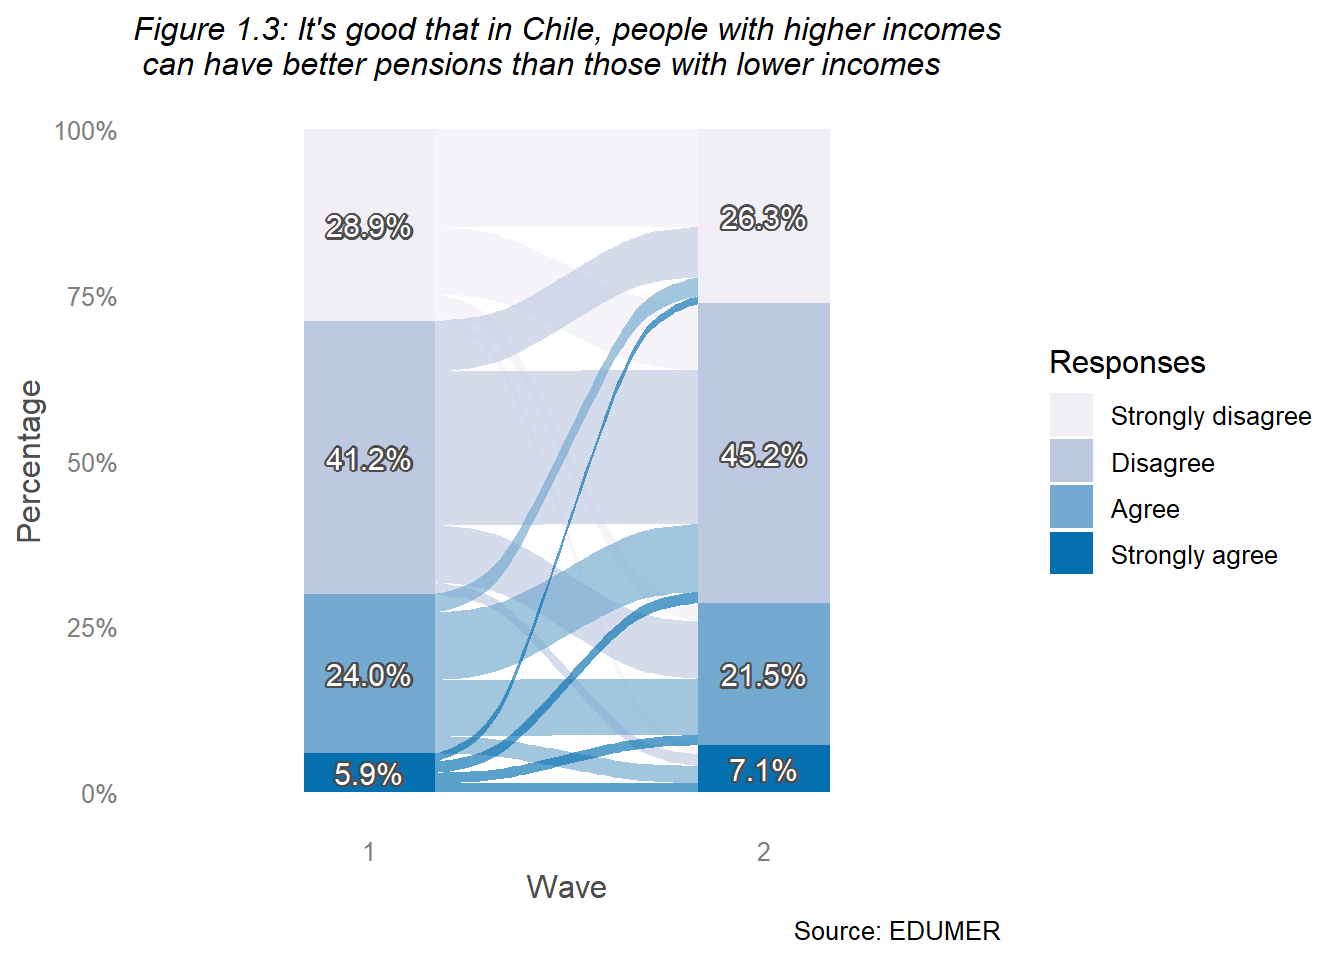 Figure 1.3: It's good that in Chile, people with higher incomes
can have better pensions than those with lower incomes
100%
75%
50%
25%
0%
Percentage
28.9%
41.2%
24.0%
5.9%
26.3%
45.2%
21.5%
7.1%
1
2
Wave
Responses
Strongly disagree
Disagree
Agree
Strongly agree
Source: EDUMER